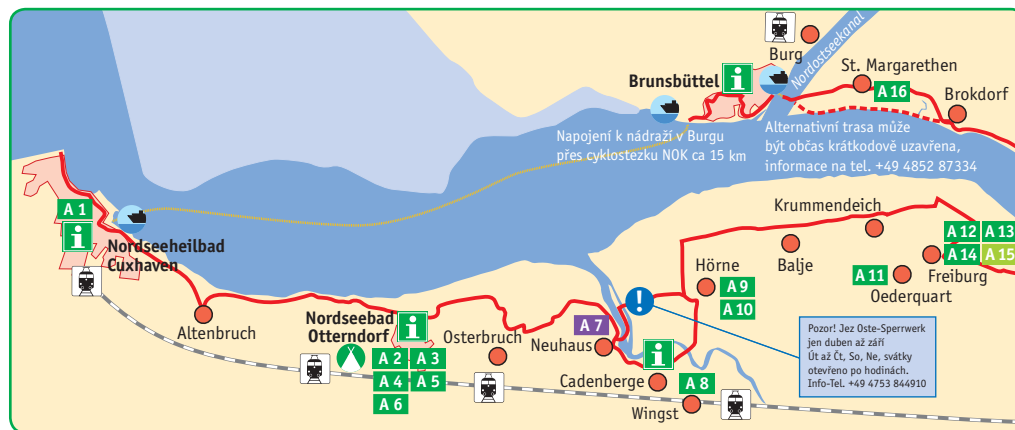 Burg
Nordostseekanal
St. Margarethen
Brunsbüttel
A 16
Brokdorf
Napojení k nádraží v Burgu
přes cyklostezku NOK ca 15 km
Alternativní trasa může
být občas krátkodově uzavřena,
informace na tel. +49 4852 87334
A 1
Nordseeheilbad
Cuxhaven
Krummendeich
A 12 A 13
A 14 A 15
Freiburg
Balje
A 11
Oederquart
Hörne
A 9
A 10
Altenbruch
Nordseebad
Otterndorf
A 2 A 3
A 4 A 5
A 6
Osterbruch
A 7
Neuhaus
Cadenberge
A 8
Wingst
Pozor! Jez Oste-Sperrwerk
jen duben až září
Út až Čt, So, Ne, svátky
otevřeno po hodinách.
Info-Tel. +49 4753 844910